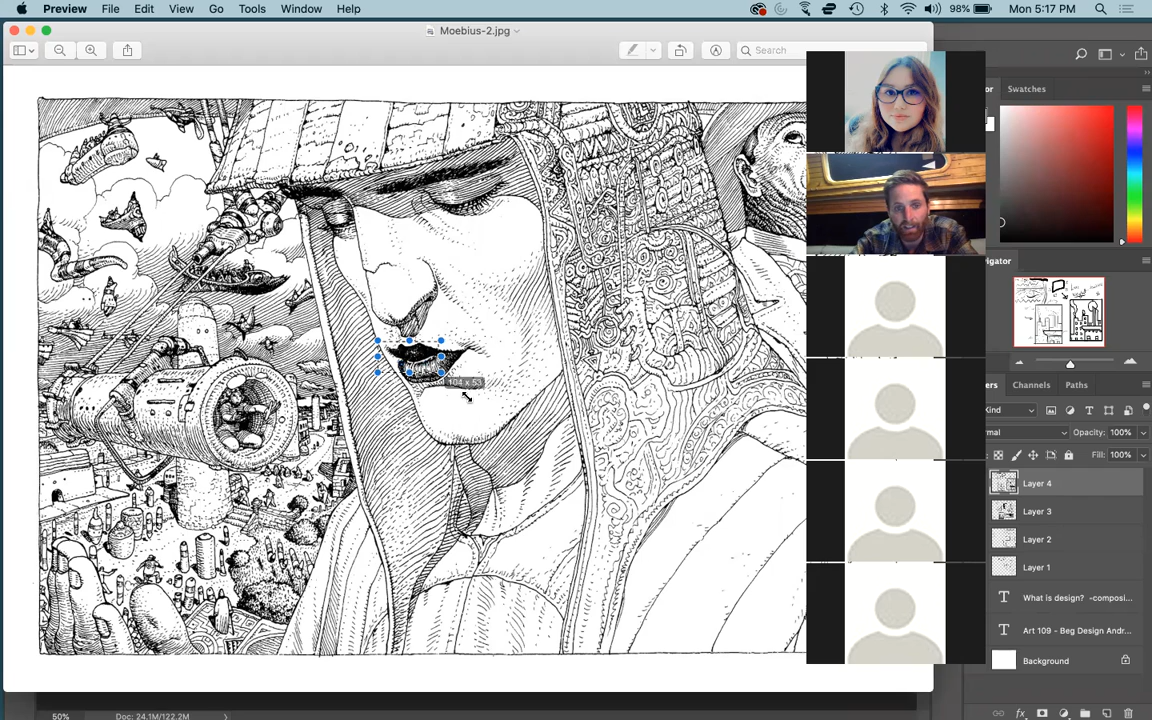 Preview File Edit View Go Tools Window Help
98% Mon 5:17 PM
Moebius-2.jpg
Search
Swatches
104 x 53
Channels Paths
Kind
Opacity: 100%
Fill: 100%
Layer 4
Layer 3
Layer 2
Layer 1
T What is design? -composi...
T Art 109 - Beg Design Andr...
Background
fx
50% Doc: 24.1M/122.2M